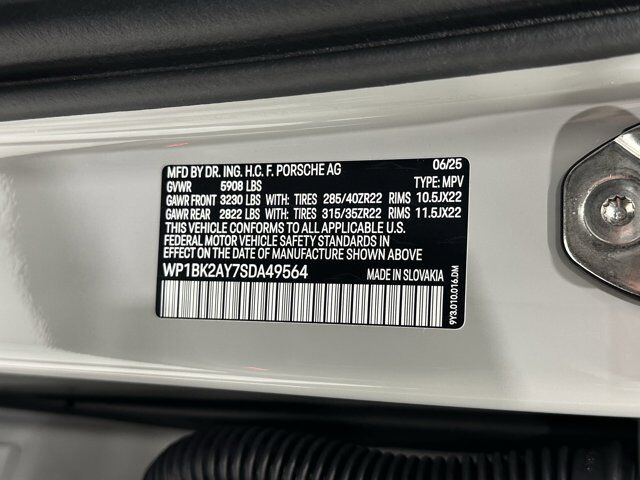 MFD BY DR. ING. H.C. F. PORSCHE AG 06/25
GVWR 5908 LBS TYPE: MPV
GAWR FRONT 3230 LBS WITH: TIRES 285/40ZR22 RIMS 10.5JX22
GAWR REAR 2822 LBS WITH: TIRES 315/35ZR22 RIMS 11.5JX22
THIS VEHICLE CONFORMS TO ALL APPLICABLE U.S.
FEDERAL MOTOR VEHICLE SAFETY STANDARDS IN
EFFECT ON THE DATE OF MANUFACTURE SHOWN ABOVE.
WP1BK2AY7SDA49564 MADE IN SLOVAKIA
9Y3.010.016.DM